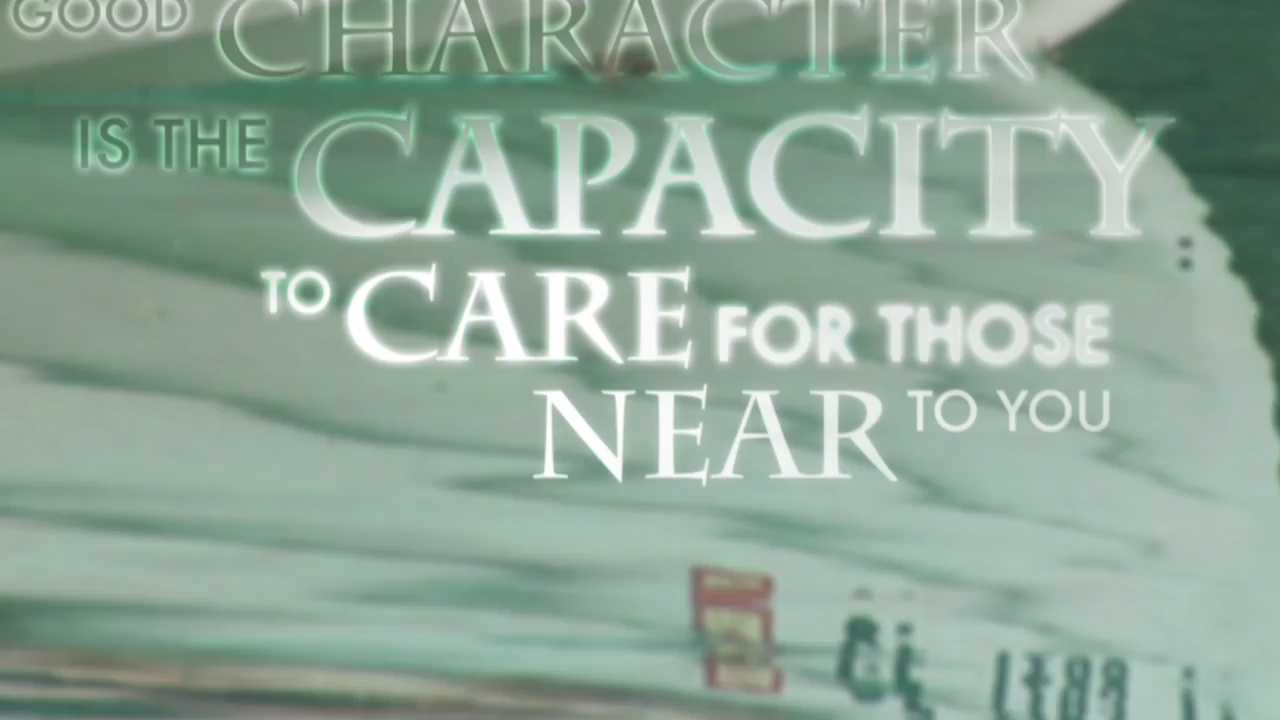 GOOD CHARACTER
IS THE CAPACITY
TO CARE FOR THOSE
NEAR TO YOU